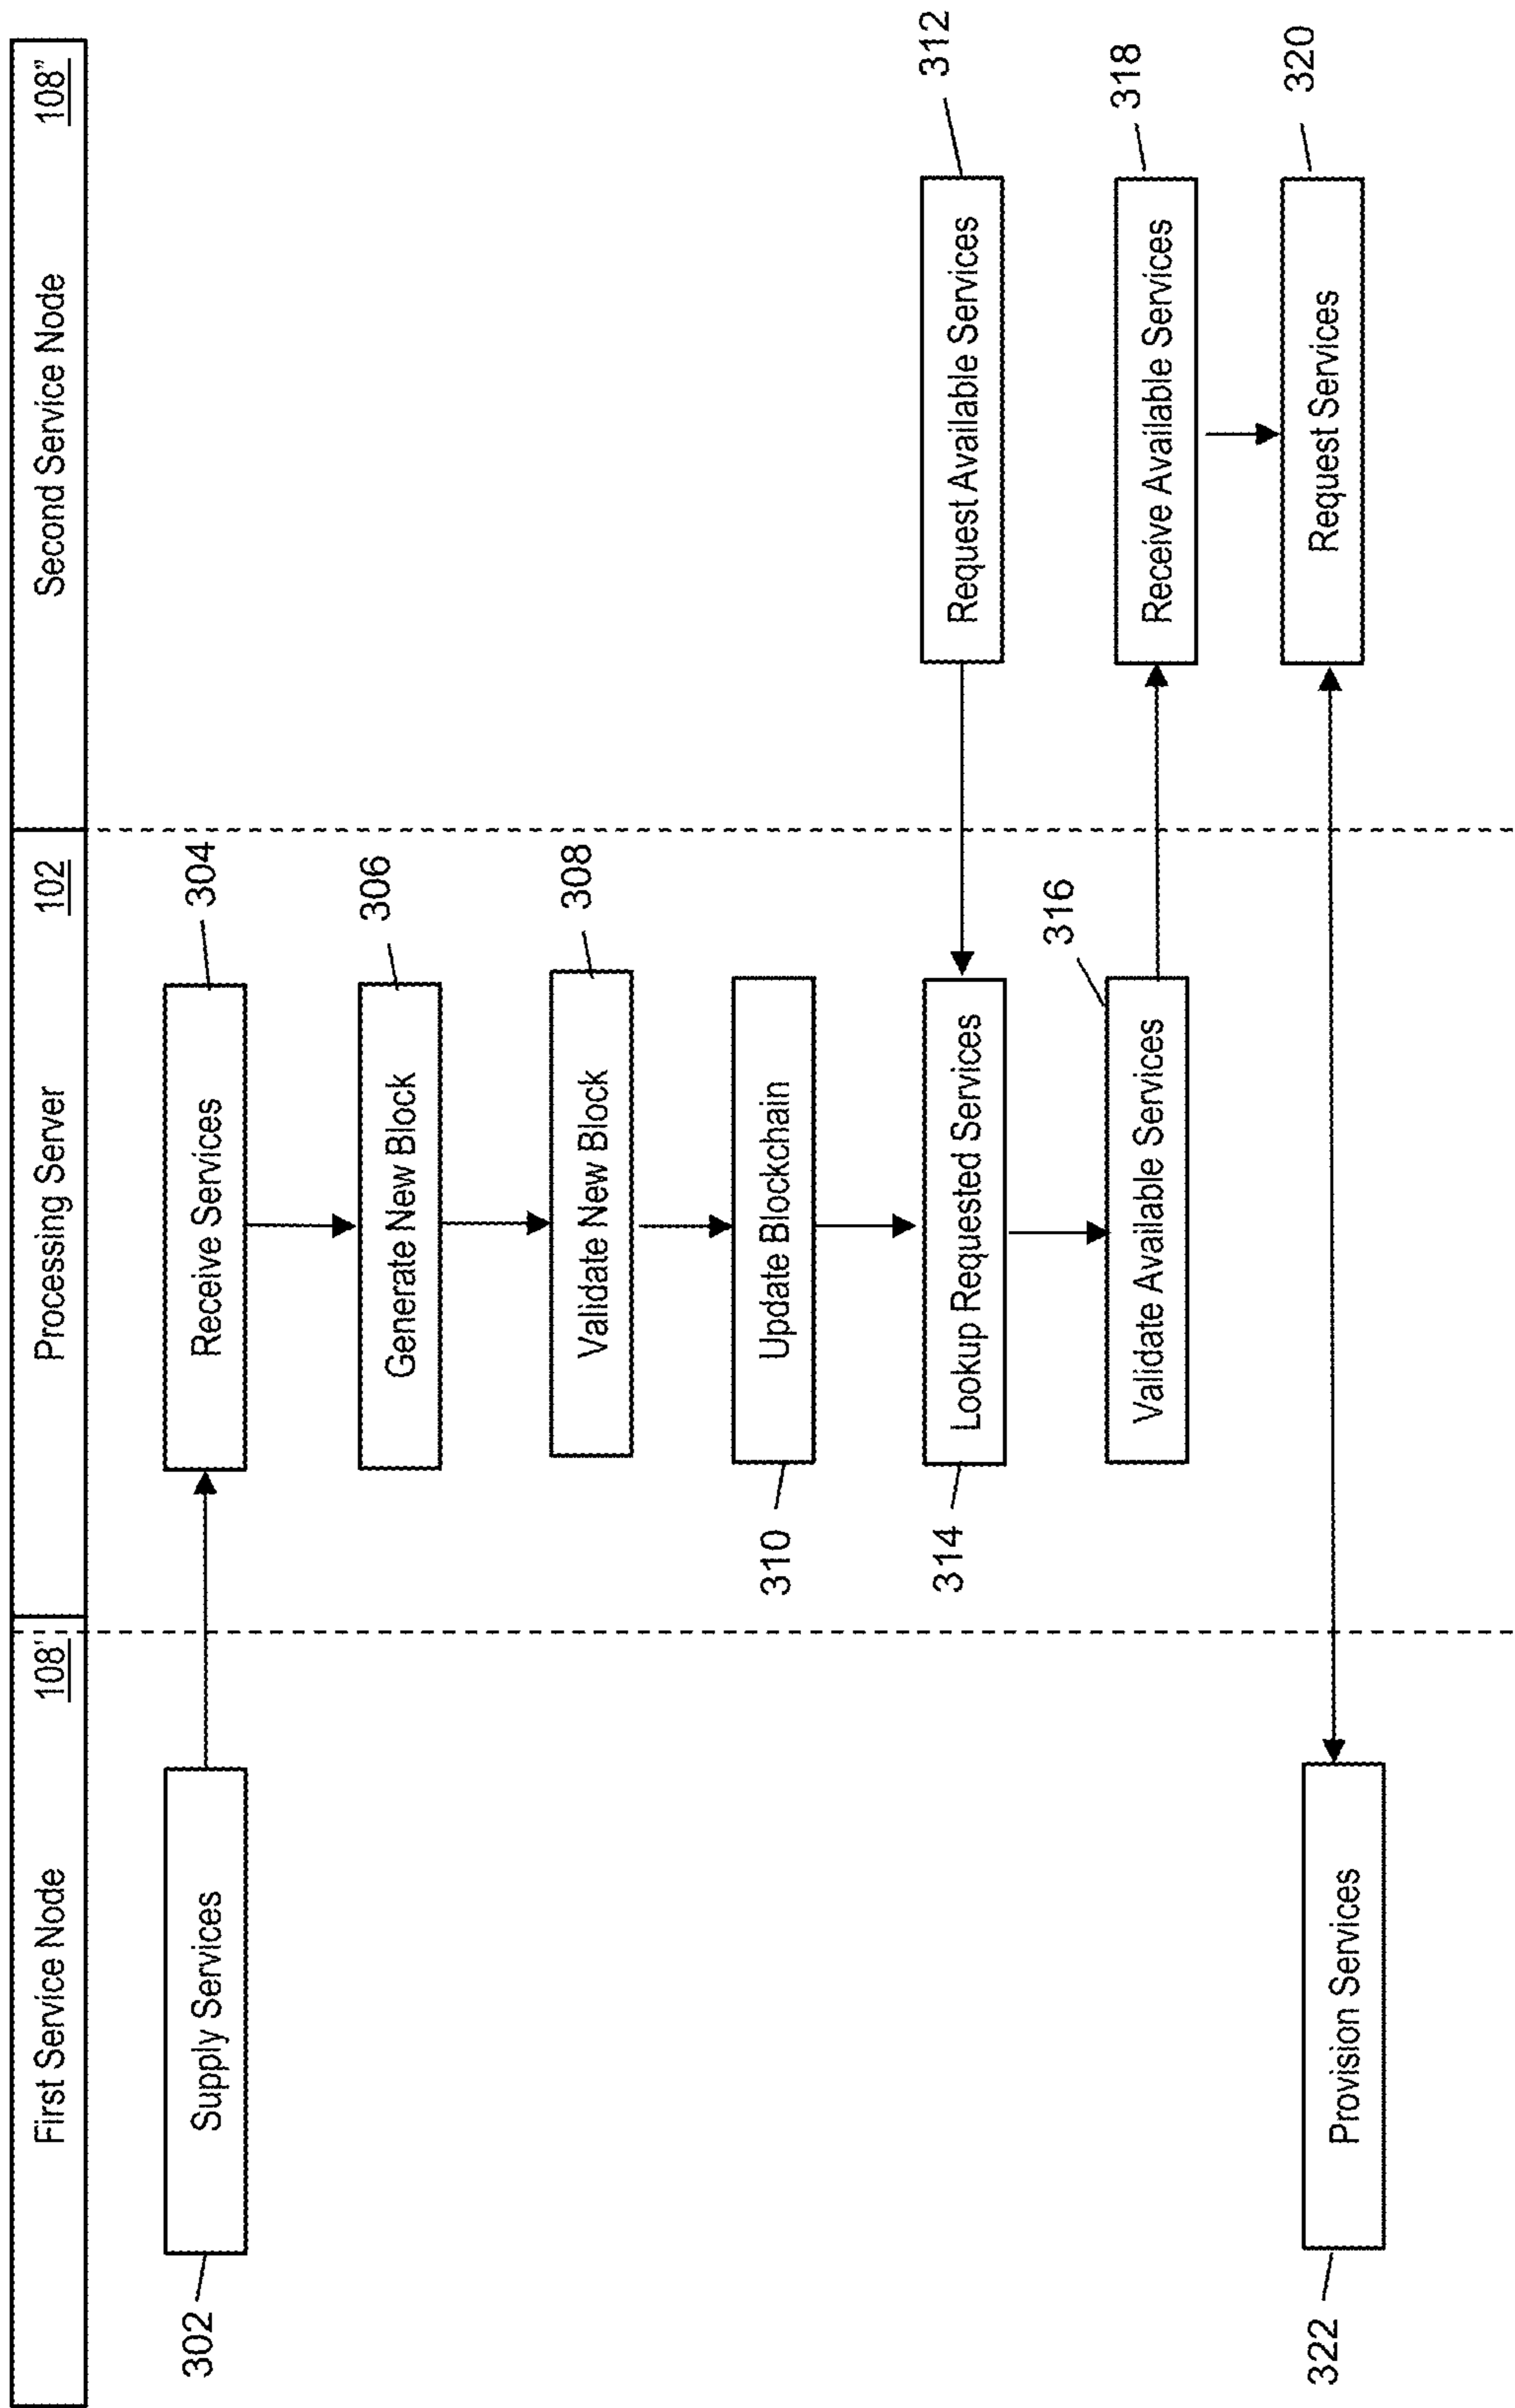 First Service Node 108'
Processing Server 102
Second Service Node 108"
302
Supply Services
Receive Services
304
Generate New Block
306
Validate New Block
308
310
Update Blockchain
Request Available Services
312
314
Lookup Requested Services
316
Validate Available Services
Receive Available Services
318
Request Services
320
322
Provision Services